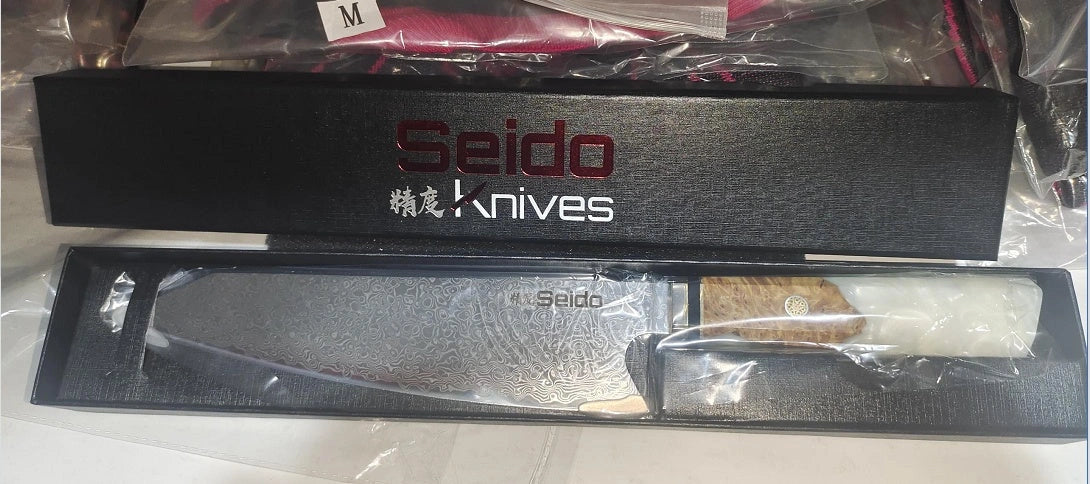 M
Seido
精度 Knives
精度 Seido